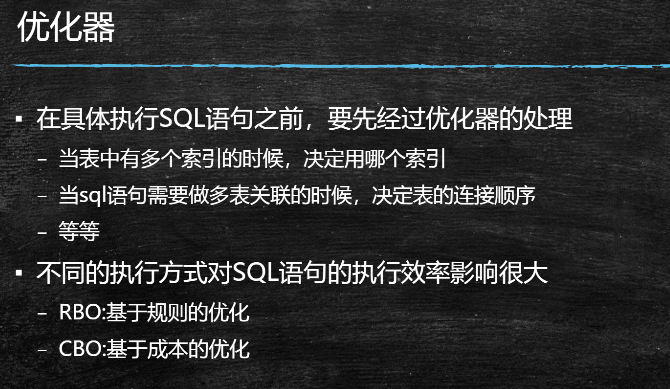 优化器
▪ 在具体执行SQL语句之前，要先经过优化器的处理
– 当表中有多个索引的时候，决定用哪个索引
– 当sql语句需要做多表关联的时候，决定表的连接顺序
– 等等
▪ 不同的执行方式对SQL语句的执行效率影响很大
– RBO:基于规则的优化
– CBO:基于成本的优化